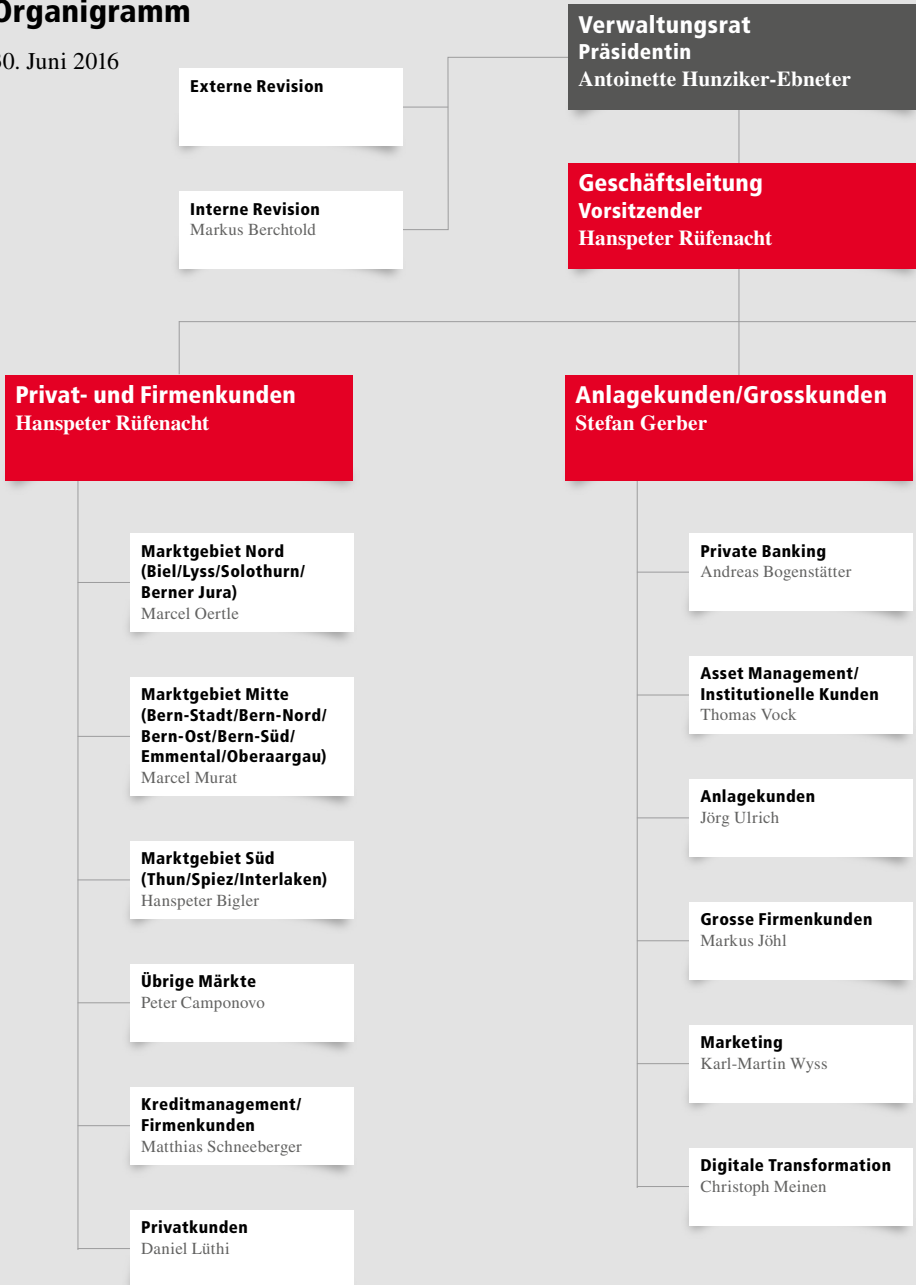 Organigramm
30. Juni 2016
Verwaltungsrat
Präsidentin
Antoinette Hunziker-Ebneter
Externe Revision
Interne Revision
Markus Berchtold
Geschäftsleitung
Vorsitzender
Hanspeter Rüfenacht
Privat- und Firmenkunden
Hanspeter Rüfenacht
Marktgebiet Nord
(Biel/Lyss/Solothurn/
Berner Jura)
Marcel Oertle
Marktgebiet Mitte
(Bern-Stadt/Bern-Nord/
Bern-Ost/Bern-Süd/
Emmental/Oberaargau)
Marcel Murat
Marktgebiet Süd
(Thun/Spiez/Interlaken)
Hanspeter Bigler
Übrige Märkte
Peter Camponovo
Kreditmanagement/
Firmenkunden
Matthias Schneeberger
Privatkunden
Daniel Lüthi
Anlagekunden/Grosskunden
Stefan Gerber
Private Banking
Andreas Bogenstätter
Asset Management/
Institutionelle Kunden
Thomas Vock
Anlagekunden
Jörg Ulrich
Grosse Firmenkunden
Markus Jöhl
Marketing
Karl-Martin Wyss
Digitale Transformation
Christoph Meinen